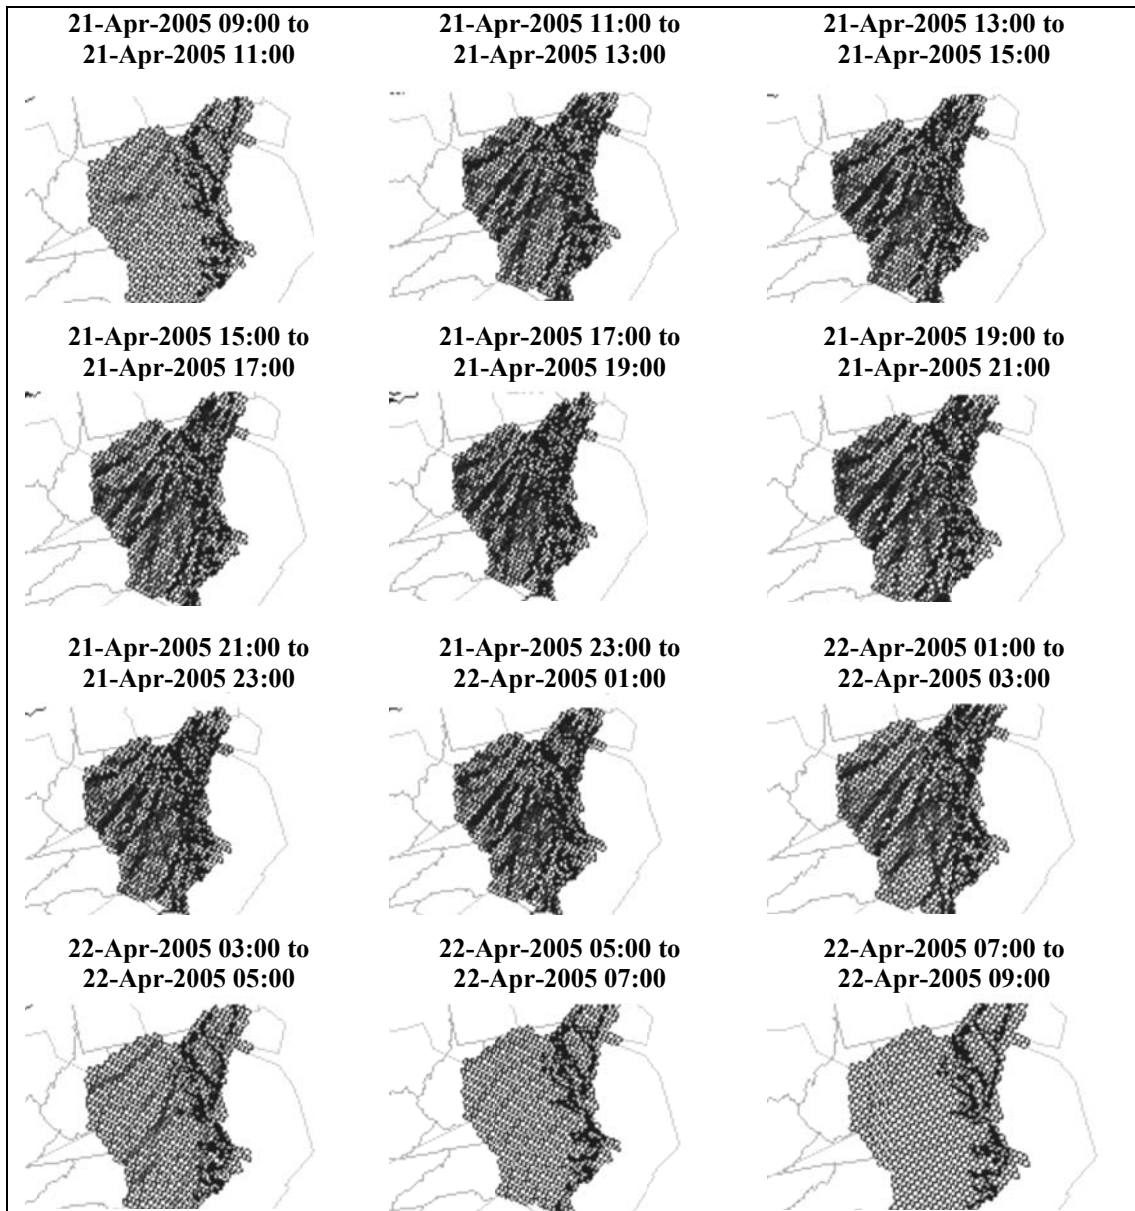 21-Apr-2005 09:00 to
21-Apr-2005 11:00
21-Apr-2005 11:00 to
21-Apr-2005 13:00
21-Apr-2005 13:00 to
21-Apr-2005 15:00
21-Apr-2005 15:00 to
21-Apr-2005 17:00
21-Apr-2005 17:00 to
21-Apr-2005 19:00
21-Apr-2005 19:00 to
21-Apr-2005 21:00
21-Apr-2005 21:00 to
21-Apr-2005 23:00
21-Apr-2005 23:00 to
22-Apr-2005 01:00
22-Apr-2005 01:00 to
22-Apr-2005 03:00
22-Apr-2005 03:00 to
22-Apr-2005 05:00
22-Apr-2005 05:00 to
22-Apr-2005 07:00
22-Apr-2005 07:00 to
22-Apr-2005 09:00